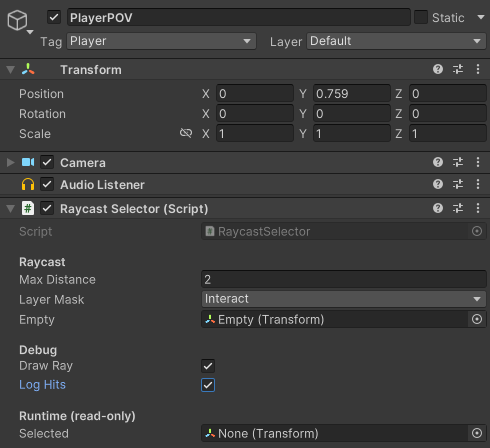 PlayerPOV Static
Tag Player Layer Default
Transform
Position X 0 Y 0.759 Z 0
Rotation X 0 Y 0 Z 0
Scale X 1 Y 1 Z 1
Camera
Audio Listener
# Raycast Selector (Script)
Script # RaycastSelector
Raycast
Max Distance 2
Layer Mask Interact
Empty Empty (Transform)
Debug
Draw Ray
Log Hits
Runtime (read-only)
Selected None (Transform)